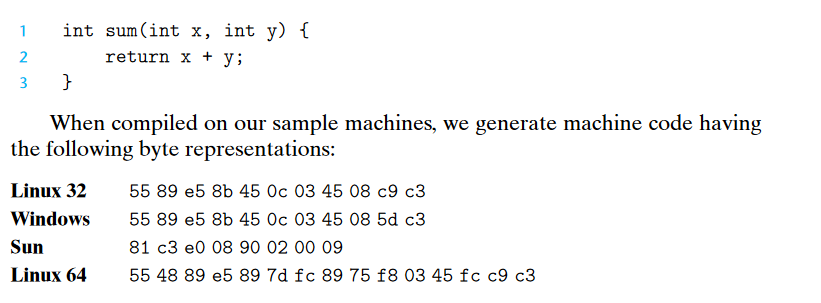 1 int sum(int x, int y) {
2 return x + y;
3 }
When compiled on our sample machines, we generate machine code having
the following byte representations:
Linux 32 55 89 e5 8b 45 0c 03 45 08 c9 c3
Windows 55 89 e5 8b 45 0c 03 45 08 5d c3
Sun 81 c3 e0 08 90 02 00 09
Linux 64 55 48 89 e5 89 7d fc 89 75 f8 03 45 fc c9 c3